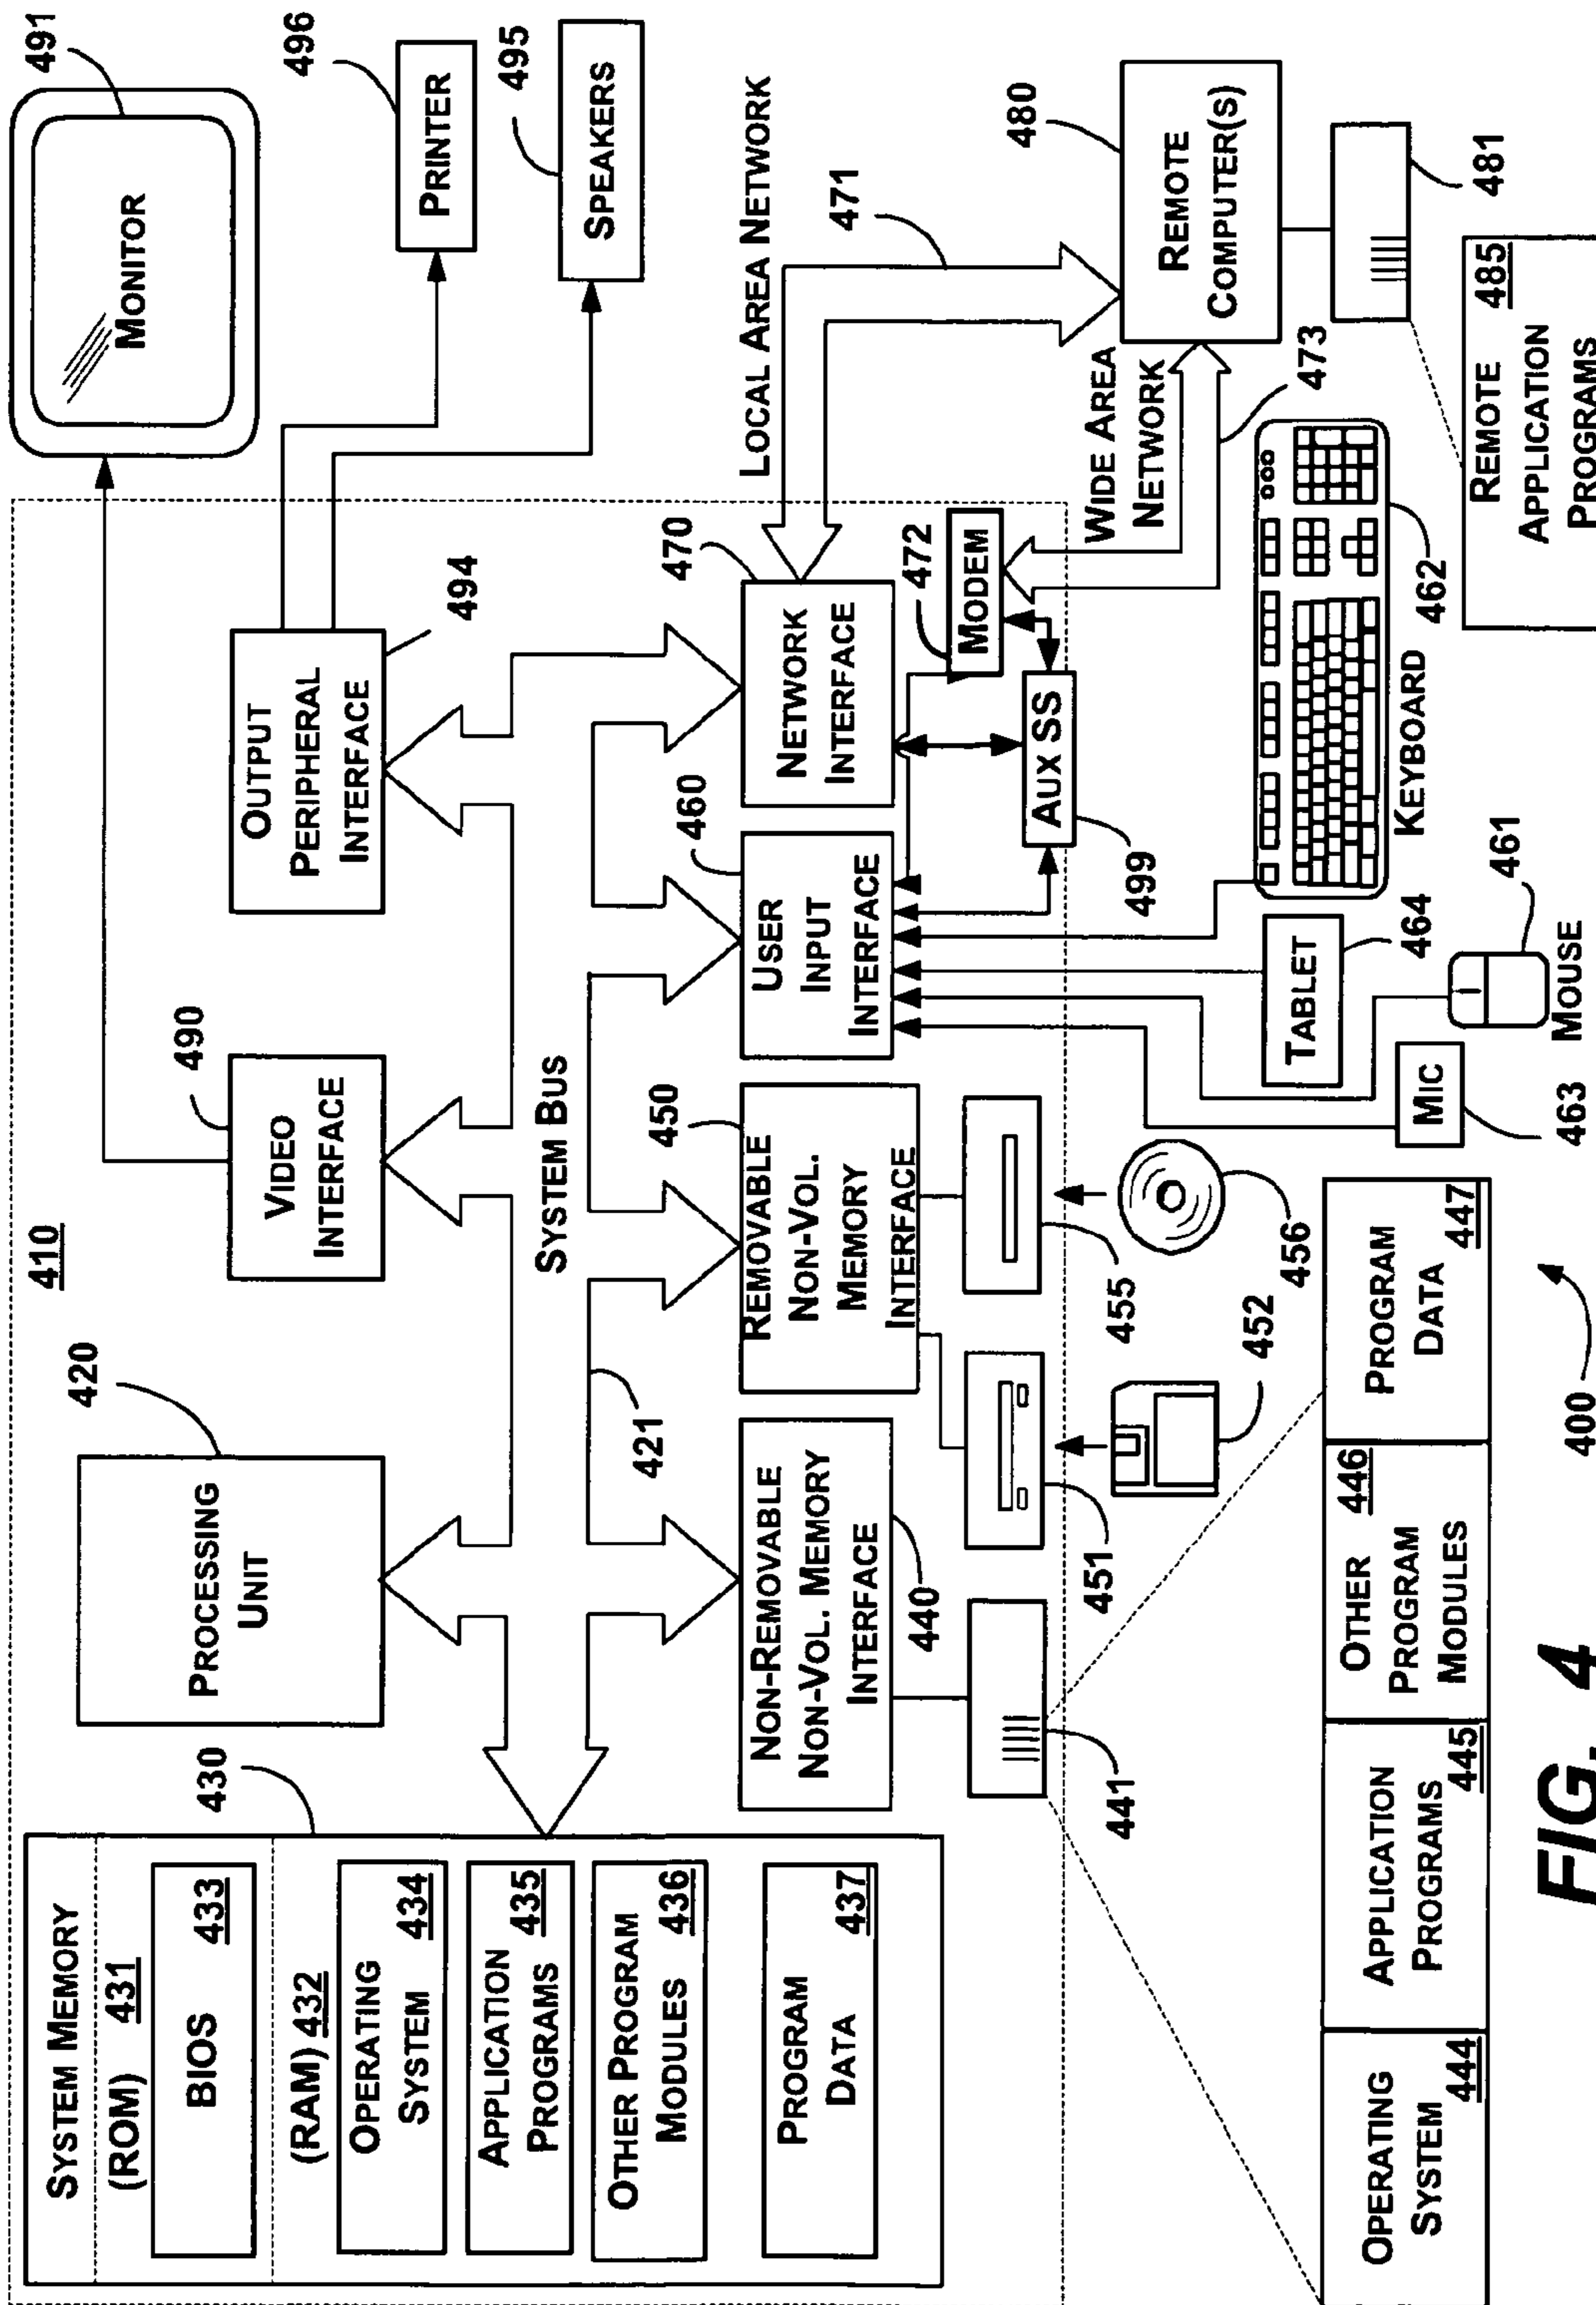 410
SYSTEM MEMORY
(ROM) 431
BIOS 433
(RAM) 432
OPERATING
SYSTEM 434
APPLICATION
PROGRAMS 435
OTHER PROGRAM
MODULES 436
PROGRAM
DATA 437
430
PROCESSING
UNIT
420
VIDEO
INTERFACE
490
OUTPUT
PERIPHERAL
INTERFACE
494
MONITOR
491
PRINTER
496
SPEAKERS
495
SYSTEM BUS
421
NON-REMOVABLE
NON-VOL. MEMORY
INTERFACE
440
REMOVABLE
NON-VOL.
MEMORY
INTERFACE
450
USER
INPUT
INTERFACE
460
NETWORK
INTERFACE
470
LOCAL AREA NETWORK
471
MODEM
472
AUX SS
499
WIDE AREA
NETWORK
473
REMOTE
COMPUTER(S)
480
481
REMOTE
APPLICATION
PROGRAMS
485
441
451
452
455
456
MIC
463
TABLET
464
MOUSE
461
KEYBOARD
462
OPERATING
SYSTEM 444
APPLICATION
PROGRAMS 445
OTHER
PROGRAM
MODULES
446
PROGRAM
DATA
447
400
FIG. 4